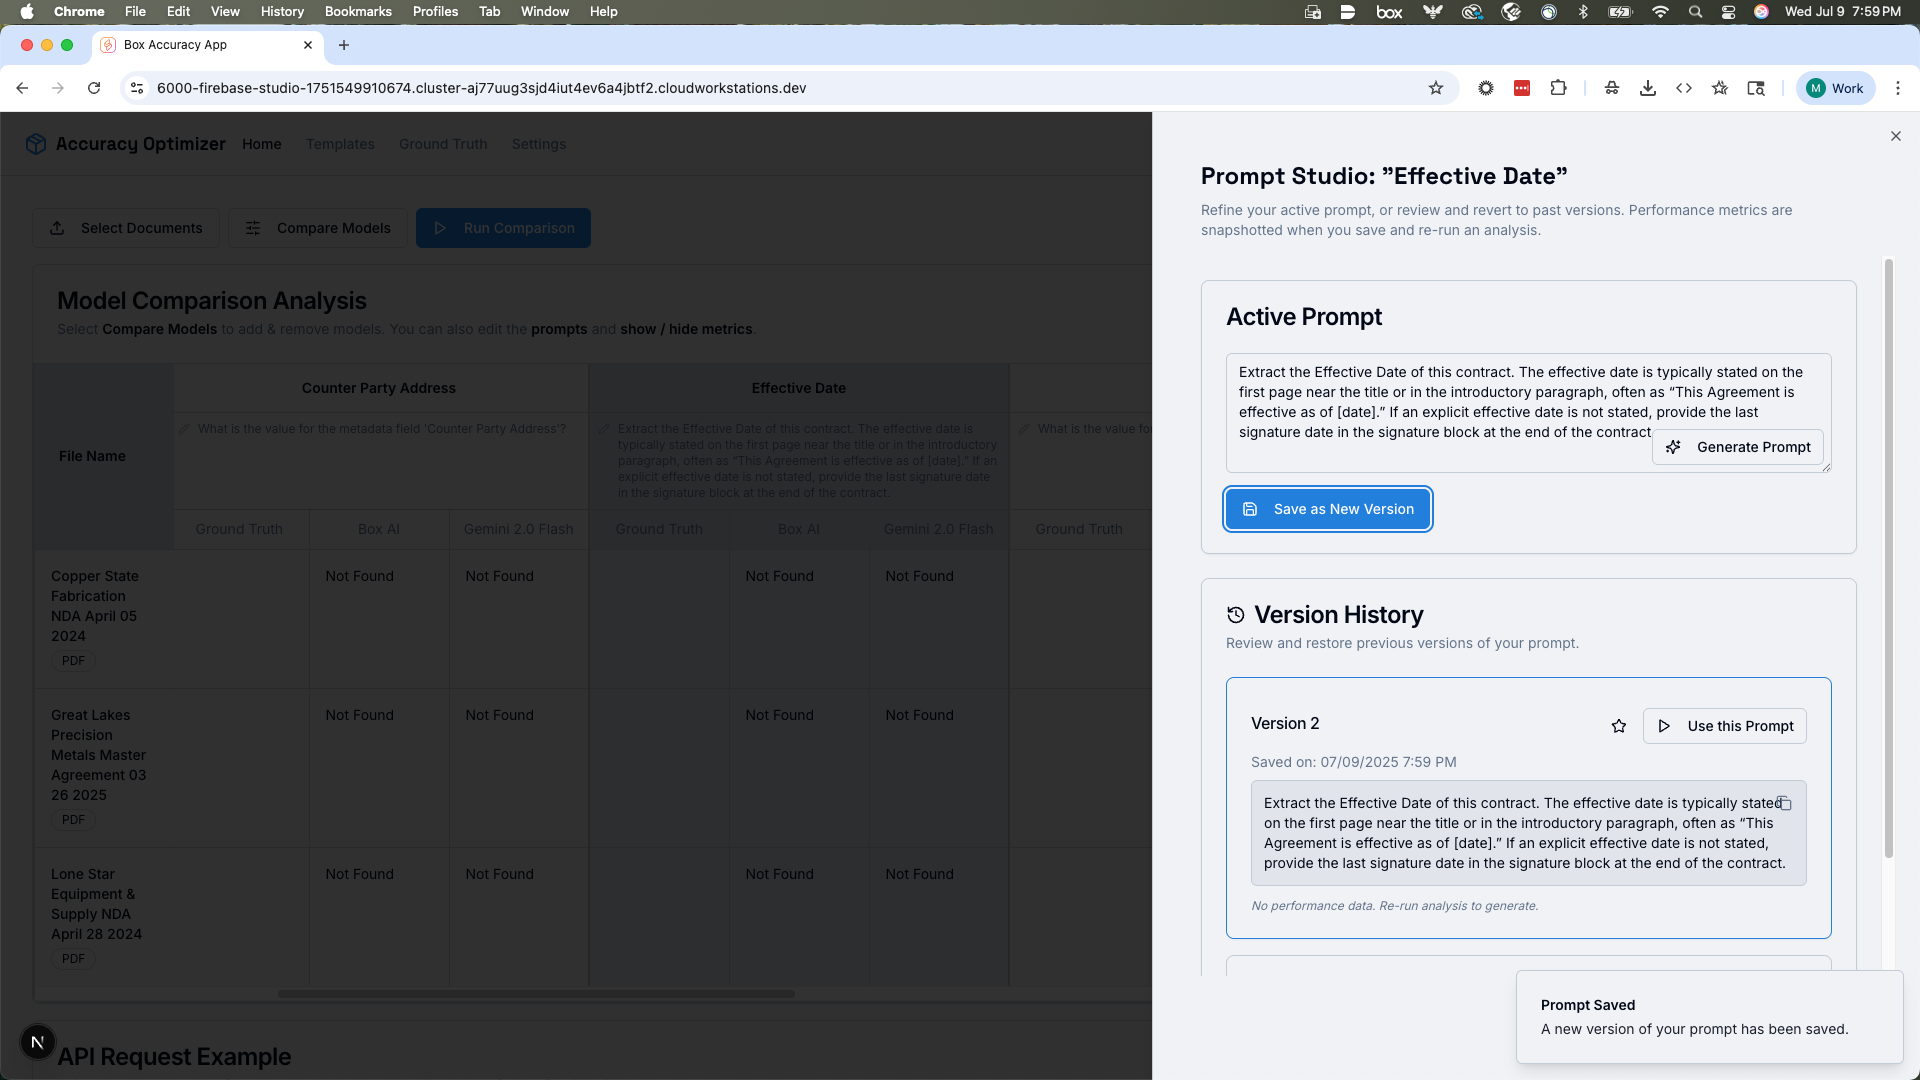 Chrome File Edit View History Bookmarks Profiles Tab Window Help
box
Wed Jul 9 7:59 PM
Box Accuracy App
6000-firebase-studio-1751549910674.cluster-aj77uug3sjd4iut4ev6a4jbtf2.cloudworkstations.dev
M Work
Accuracy Optimizer Home Templates Ground Truth Settings
Select Documents Compare Models Run Comparison
Model Comparison Analysis
Select Compare Models to add & remove models. You can also edit the prompts and show / hide metrics.
File Name
Counter Party Address Effective Date
What is the value for the metadata field 'Counter Party Address'?
Extract the Effective Date of this contract. The effective date is
typically stated on the first page near the title or in the introductory
paragraph, often as “This Agreement is effective as of [date].” If an
explicit effective date is not stated, provide the last signature date
in the signature block at the end of the contract.
What is the value fo
Ground Truth Box AI Gemini 2.0 Flash Ground Truth Box AI Gemini 2.0 Flash Ground Truth
Copper State
Fabrication
NDA April 05
2024
PDF
Not Found Not Found Not Found Not Found
Great Lakes
Precision
Metals Master
Agreement 03
26 2025
PDF
Not Found Not Found Not Found Not Found
Lone Star
Equipment &
Supply NDA
April 28 2024
PDF
Not Found Not Found Not Found Not Found
N
API Request Example
Prompt Studio: ”Effective Date”
Refine your active prompt, or review and revert to past versions. Performance metrics are
snapshotted when you save and re-run an analysis.
Active Prompt
Extract the Effective Date of this contract. The effective date is typically stated on the
first page near the title or in the introductory paragraph, often as “This Agreement is
effective as of [date].” If an explicit effective date is not stated, provide the last
signature date in the signature block at the end of the contract
Generate Prompt
Save as New Version
Version History
Review and restore previous versions of your prompt.
Version 2
Use this Prompt
Saved on: 07/09/2025 7:59 PM
Extract the Effective Date of this contract. The effective date is typically stated
on the first page near the title or in the introductory paragraph, often as “This
Agreement is effective as of [date].” If an explicit effective date is not stated,
provide the last signature date in the signature block at the end of the contract.
No performance data. Re-run analysis to generate.
Prompt Saved
A new version of your prompt has been saved.